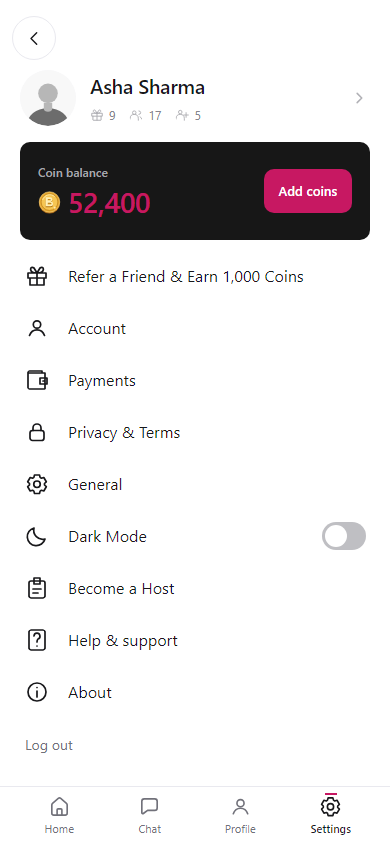 Asha Sharma
9 17 5
Coin balance
52,400
Add coins
Refer a Friend & Earn 1,000 Coins
Account
Payments
Privacy & Terms
General
Dark Mode
Become a Host
Help & support
About
Log out
Home Chat Profile Settings